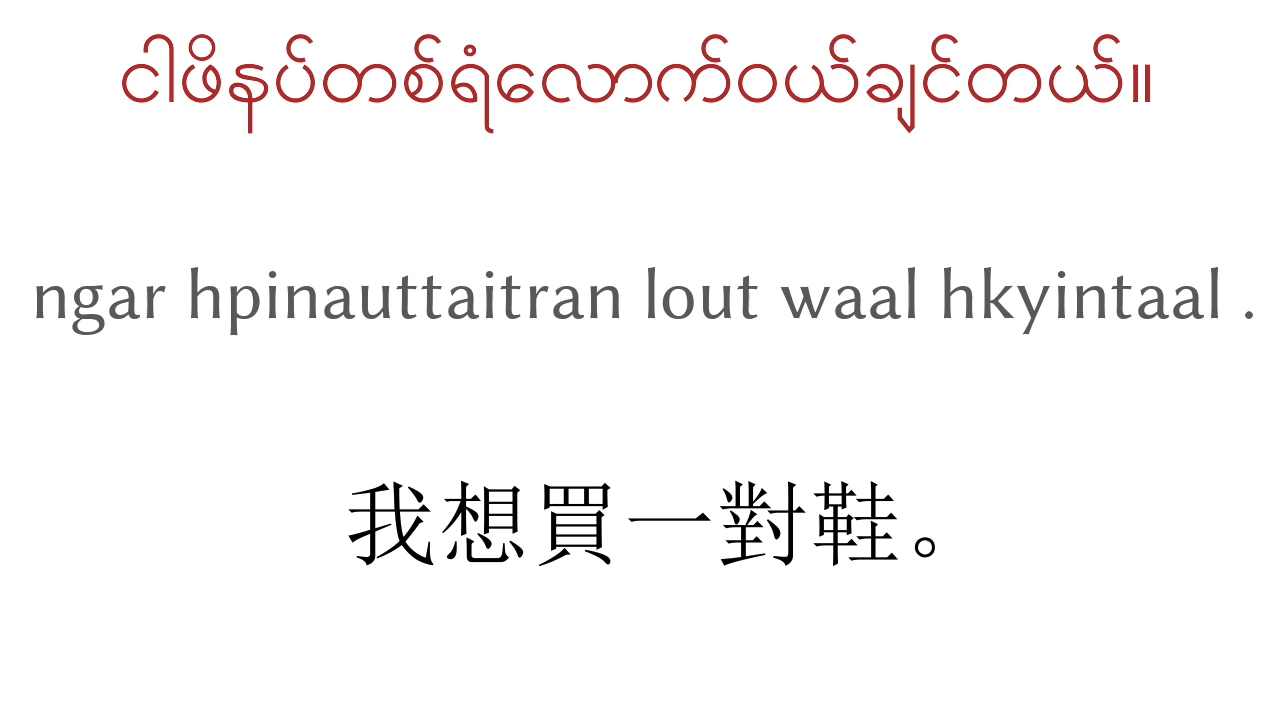 ငါဖိနပ်တစ်ရံလောက်ဝယ်ချင်တယ်။
ngar hpinauttaitran lout waal hkyintaal .
我想買一對鞋。